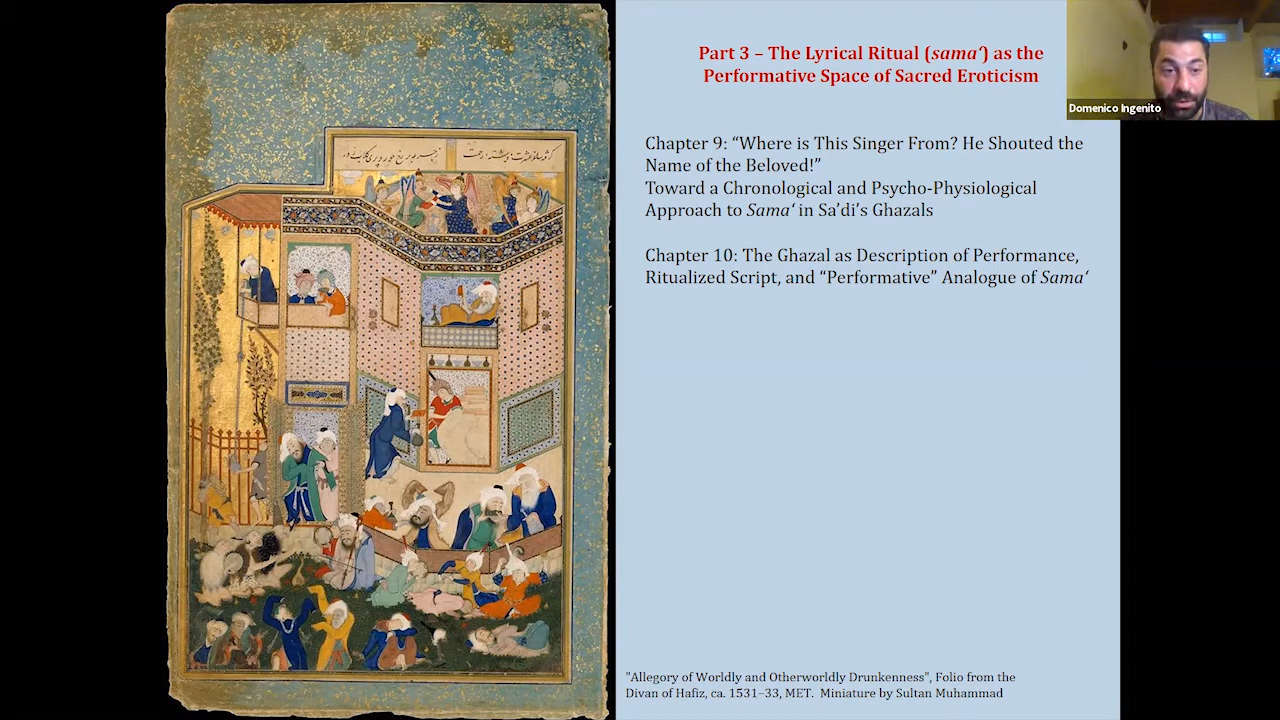 Part 3 – The Lyrical Ritual (sama‘) as the
Performative Space of Sacred Eroticism
Domenico Ingenito
Chapter 9: “Where is This Singer From? He Shouted the
Name of the Beloved!”
Toward a Chronological and Psycho-Physiological
Approach to Sama‘ in Sa’di’s Ghazals
Chapter 10: The Ghazal as Description of Performance,
Ritualized Script, and “Performative” Analogue of Sama‘
"Allegory of Worldly and Otherworldly Drunkenness", Folio from the
Divan of Hafiz, ca. 1531–33, MET.  Miniature by Sultan Muhammad